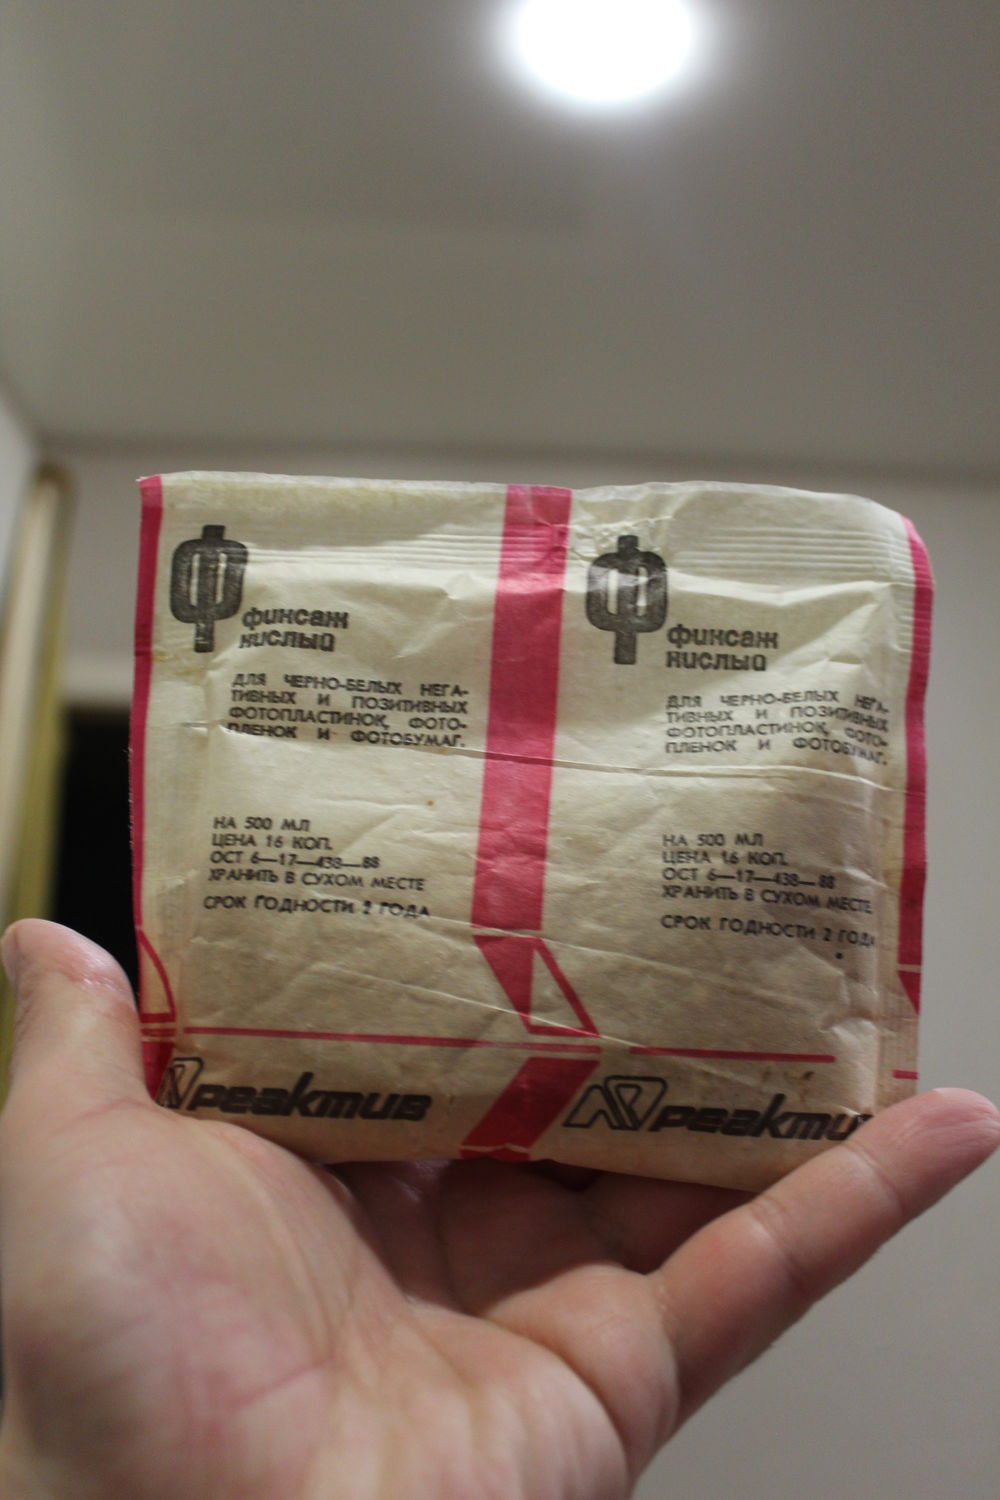 Ф
фиксаж
кислый
ДЛЯ ЧЕРНО-БЕЛЫХ НЕГА-
ТИВНЫХ И ПОЗИТИВНЫХ
ФОТОПЛАСТИНОК, ФОТО-
ПЛЕНОК И ФОТОБУМАГ.
НА 500 МЛ
ЦЕНА 16 КОП.
ОСТ 6—17—438—88
ХРАНИТЬ В СУХОМ МЕСТЕ
СРОК ГОДНОСТИ 2 ГОДА
реактив
Ф
фиксаж
кислый
ДЛЯ ЧЕРНО-БЕЛЫХ НЕГА-
ТИВНЫХ И ПОЗИТИВНЫХ
ФОТОПЛАСТИНОК, ФОТО-
ПЛЕНОК И ФОТОБУМАГ.
НА 500 МЛ
ЦЕНА 16 КОП.
ОСТ 6—17—438—88
ХРАНИТЬ В СУХОМ МЕСТЕ
СРОК ГОДНОСТИ 2 ГОДА
реакти